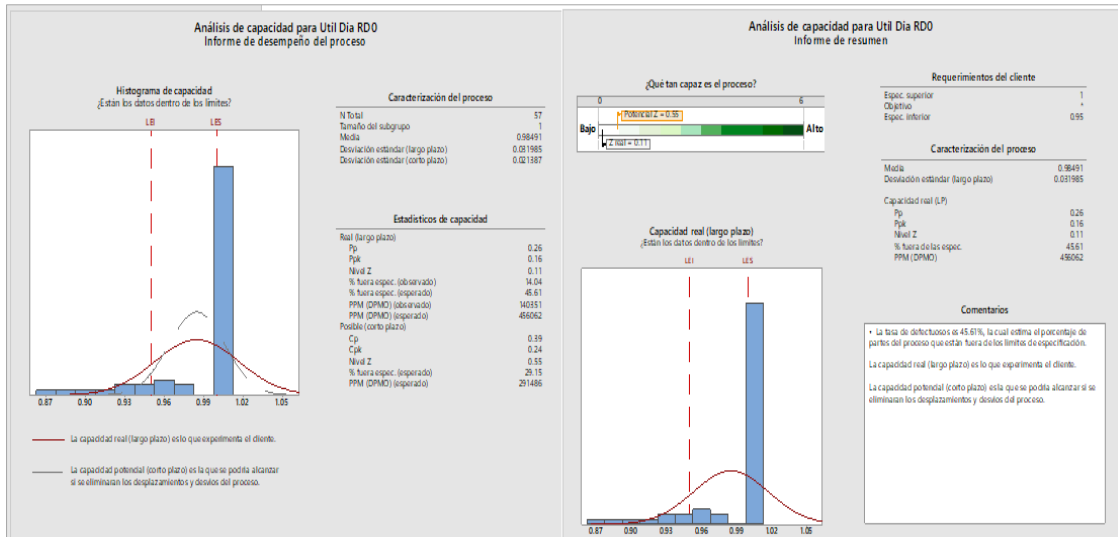 Análisis de capacidad para Util Dia RD0
Informe de desempeño del proceso
Histograma de capacidad
¿Están los datos dentro de los límites?
LEI
LES
0.87 0.90 0.93 0.96 0.99 1.02 1.05
La capacidad real (largo plazo) es lo que experimenta el cliente.
La capacidad potencial (corto plazo) es la que se podría alcanzar
si se eliminaran los desplazamientos y desvíos del proceso.
Caracterización del proceso
N Total 57
Tamaño del subgrupo 1
Media 0.98491
Desviación estándar (largo plazo) 0.031985
Desviación estándar (corto plazo) 0.021387
Estadísticos de capacidad
Real (largo plazo)
Pp 0.26
Ppk 0.16
Nivel Z 0.11
% fuera espec. (observado) 14.04
% fuera espec. (esperado) 45.61
PPM (DPMO) (observado) 140351
PPM (DPMO) (esperado) 456062
Posible (corto plazo)
Cp 0.39
Cpk 0.24
Nivel Z 0.55
% fuera espec. (esperado) 29.15
PPM (DPMO) (esperado) 291486
Análisis de capacidad para Util Dia RD0
Informe de resumen
¿Qué tan capaz es el proceso?
0 6
Potencial Z = 0.55
Bajo Alto
Z real = 0.11
Capacidad real (largo plazo)
¿Están los datos dentro de los límites?
LEI LES
0.87 0.90 0.93 0.96 0.99 1.02 1.05
Requerimientos del cliente
Espec. superior 1
Objetivo *
Espec. inferior 0.95
Caracterización del proceso
Media 0.98491
Desviación estándar (largo plazo) 0.031985
Capacidad real (LP)
Pp 0.26
Ppk 0.16
Nivel Z 0.11
% fuera de las espec. 45.61
PPM (DPMO) 456062
Comentarios
• La tasa de defectuosos es 45.61%, la cual estima el porcentaje de
partes del proceso que están fuera de los límites de especificación.
La capacidad real (largo plazo) es lo que experimenta el cliente.
La capacidad potencial (corto plazo) es la que se podría alcanzar si se
eliminaran los desplazamientos y desvíos del proceso.